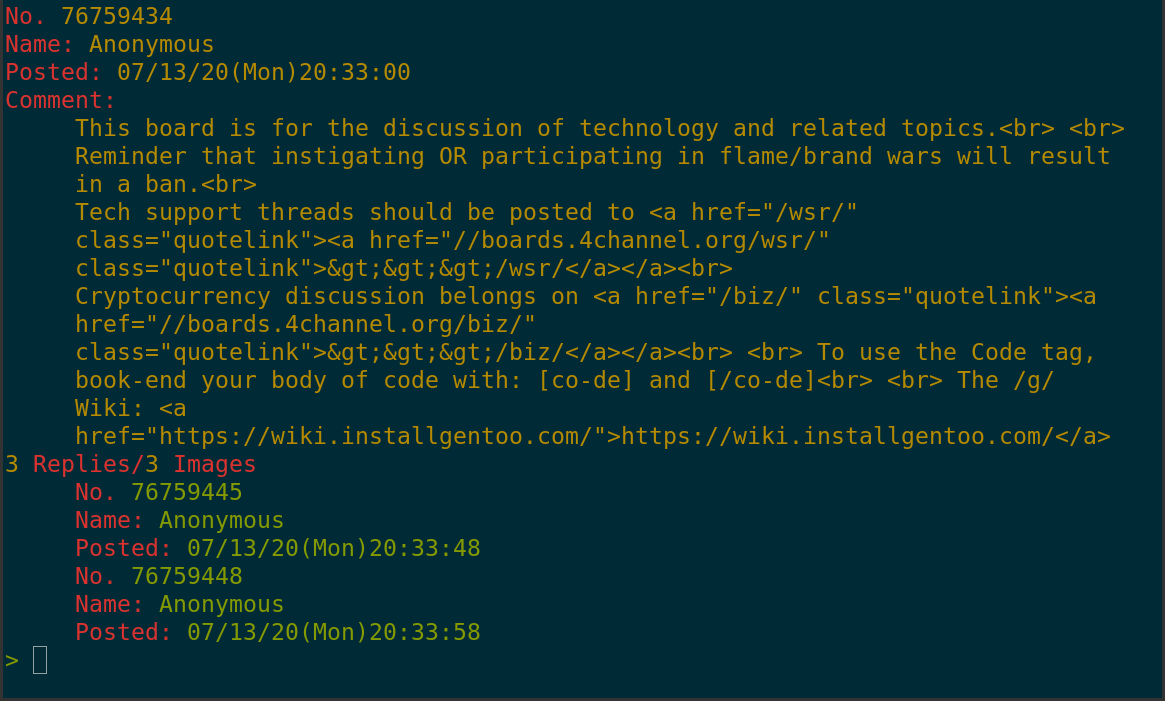 No. 76759434
Name: Anonymous
Posted: 07/13/20(Mon)20:33:00
Comment:
This board is for the discussion of technology and related topics.<br> <br>
Reminder that instigating OR participating in flame/brand wars will result
in a ban.<br>
Tech support threads should be posted to <a href="/wsr/"
class="quotelink"><a href="//boards.4channel.org/wsr/"
class="quotelink">&gt;&gt;&gt;/wsr/</a></a><br>
Cryptocurrency discussion belongs on <a href="/biz/" class="quotelink"><a
href="//boards.4channel.org/biz/"
class="quotelink">&gt;&gt;&gt;/biz/</a></a><br> <br> To use the Code tag,
book-end your body of code with: [co-de] and [/co-de]<br> <br> The /g/
Wiki: <a
href="https://wiki.installgentoo.com/">https://wiki.installgentoo.com/</a>
3 Replies/3 Images
No. 76759445
Name: Anonymous
Posted: 07/13/20(Mon)20:33:48
No. 76759448
Name: Anonymous
Posted: 07/13/20(Mon)20:33:58
>